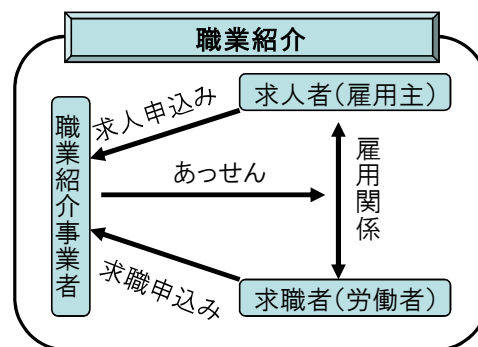 職業紹介
求人者(雇用主)
求人申込み
職業紹介事業者
あっせん
雇用関係
求職申込み
求職者(労働者)